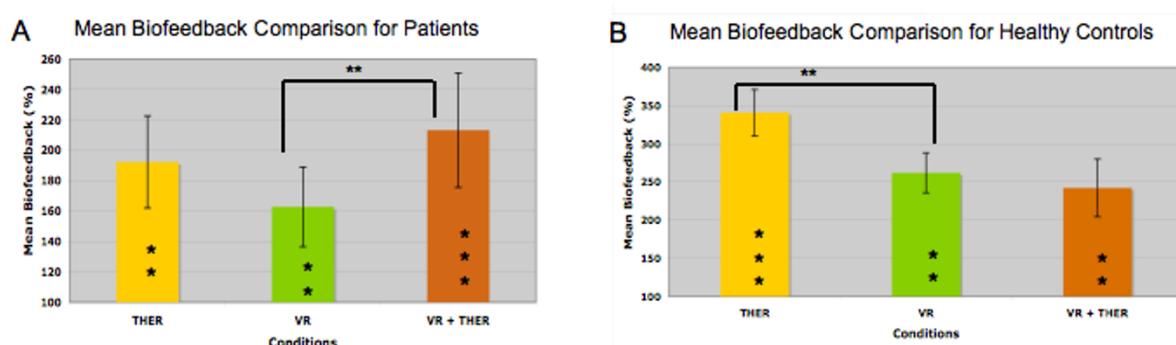 A
Mean Biofeedback Comparison for Patients
Mean Biofeedback (%)
260
240
220
200
180
160
140
120
100
**
*
*
*
*
*
*
*
THER
VR
VR + THER
Conditions
B
Mean Biofeedback Comparison for Healthy Controls
Mean Biofeedback (%)
400
350
300
250
200
150
100
**
*
*
*
*
*
*
*
THER
VR
VR + THER
Conditions